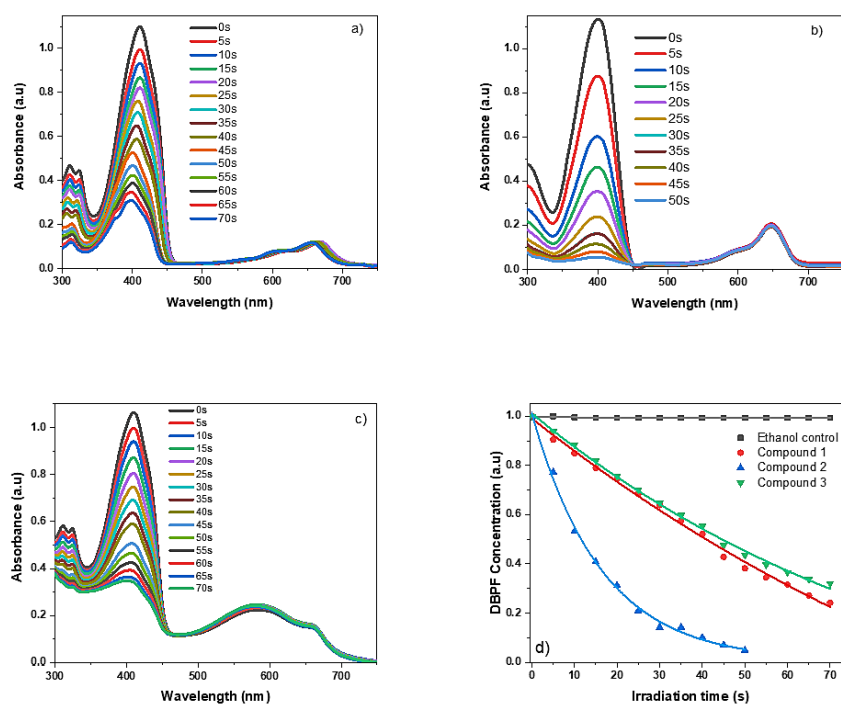 a)
Absorbance (a.u)
1.0
0.8
0.6
0.4
0.2
0.0
300
400
500
600
700
Wavelength (nm)
0s
5s
10s
15s
20s
25s
30s
35s
40s
45s
50s
55s
60s
65s
70s
b)
Absorbance (a.u)
1.0
0.8
0.6
0.4
0.2
0.0
300
400
500
600
700
Wavelength (nm)
0s
5s
10s
15s
20s
25s
30s
35s
40s
45s
50s
c)
Absorbance (a.u)
1.0
0.8
0.6
0.4
0.2
0.0
300
400
500
600
700
Wavelength (nm)
0s
5s
10s
15s
20s
25s
30s
35s
40s
45s
50s
55s
60s
65s
70s
d)
DBPF Concentration (a.u)
1.0
0.8
0.6
0.4
0.2
0.0
0
10
20
30
40
50
60
70
Irradiation time (s)
Ethanol control
Compound 1
Compound 2
Compound 3